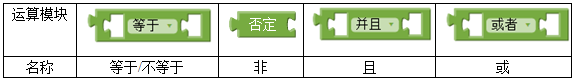 运算模块 等于 否定 并且 或者
名称 等于/不等于 非 且 或